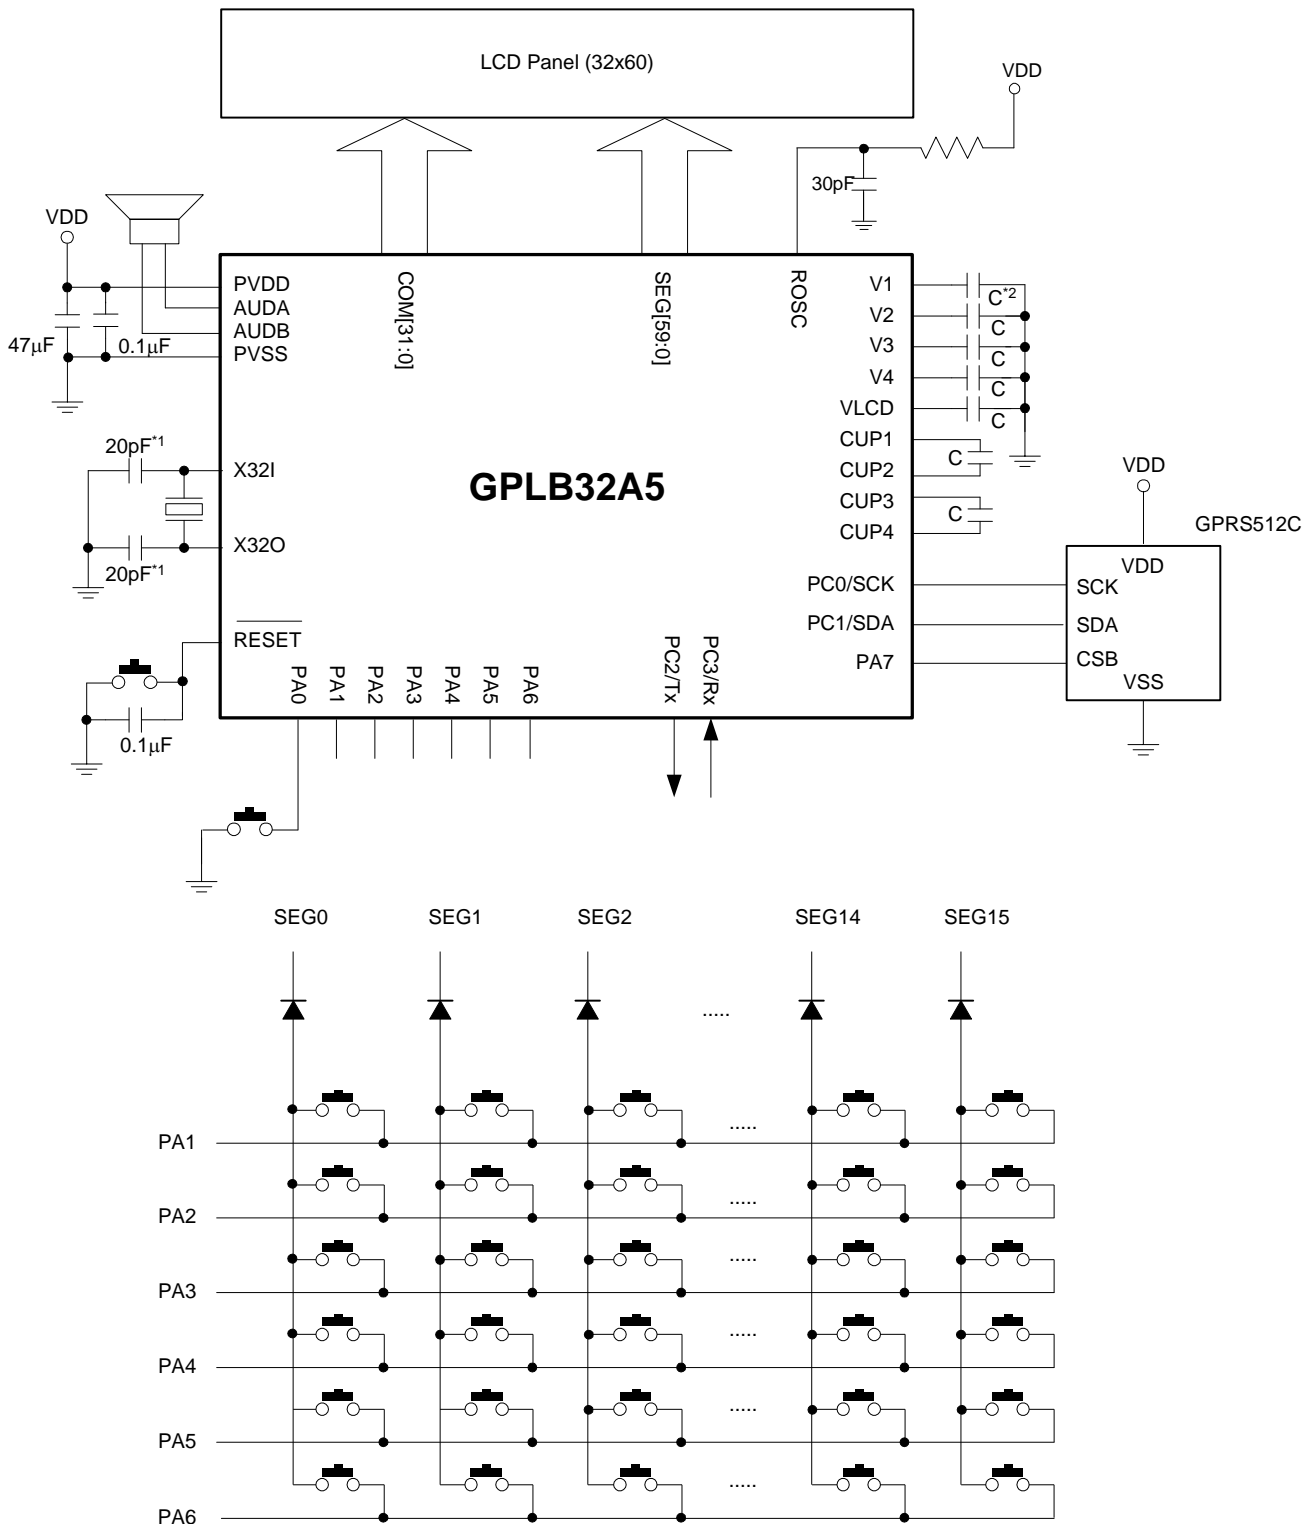 LCD Panel (32x60)
VDD
30pF
VDD
47μF
0.1μF
PVDD
AUDA
AUDB
PVSS
COM[31:0]
SEG[59:0]
ROSC
V1
V2
V3
V4
VLCD
CUP1
CUP2
CUP3
CUP4
C*2
C
C
C
C
C
C
20pF*1
X32I
X32O
20pF*1
GPLB32A5
VDD
GPRS512C
VDD
SCK
SDA
CSB
VSS
PC0/SCK
PC1/SDA
PA7
RESET
0.1μF
PA0
PA1
PA2
PA3
PA4
PA5
PA6
PC2/Tx
PC3/Rx
SEG0 SEG1 SEG2 SEG14 SEG15
.....
PA1 .....
PA2 .....
PA3 .....
PA4 .....
PA5 .....
PA6 .....